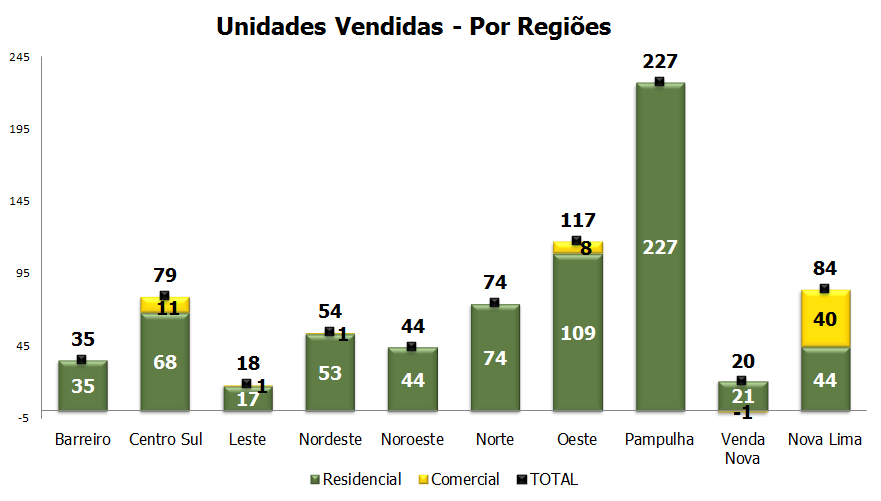 Unidades Vendidas - Por Regiões
245
195
145
95
45
-5
35
35
79
11
68
18
1
17
54
1
53
44
44
74
74
117
8
109
227
227
20
21
-1
84
40
44
Barreiro
Centro Sul
Leste
Nordeste
Noroeste
Norte
Oeste
Pampulha
Venda
Nova
Nova Lima
Residencial
Comercial
TOTAL